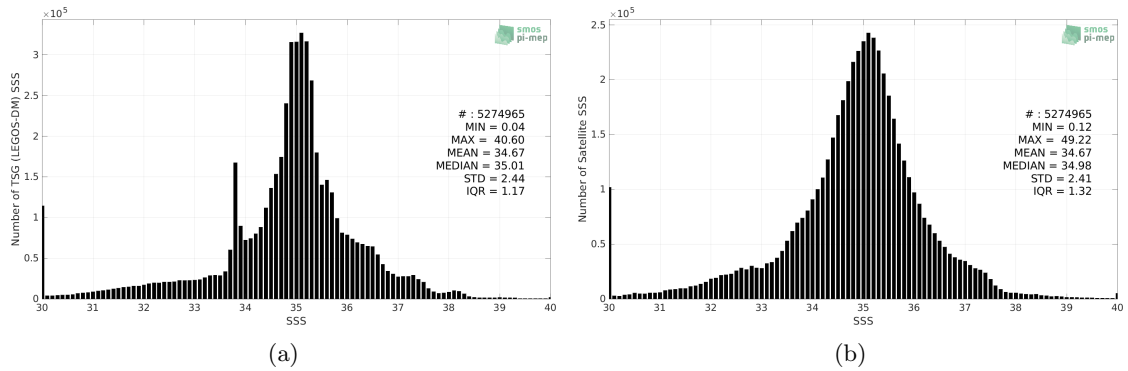 ×10^5
smos
pi-mep
# : 5274965
MIN = 0.04
MAX = 40.60
MEAN = 34.67
MEDIAN = 35.01
STD = 2.44
IQR = 1.17
Number of TSG (LEGOS-DM) SSS
3
2.5
2
1.5
1
0.5
0
30 31 32 33 34 35 36 37 38 39 40
SSS
(a)
×10^5
smos
pi-mep
# : 5274965
MIN = 0.12
MAX = 49.22
MEAN = 34.67
MEDIAN = 34.98
STD = 2.41
IQR = 1.32
Number of Satellite SSS
2.5
2
1.5
1
0.5
0
30 31 32 33 34 35 36 37 38 39 40
SSS
(b)